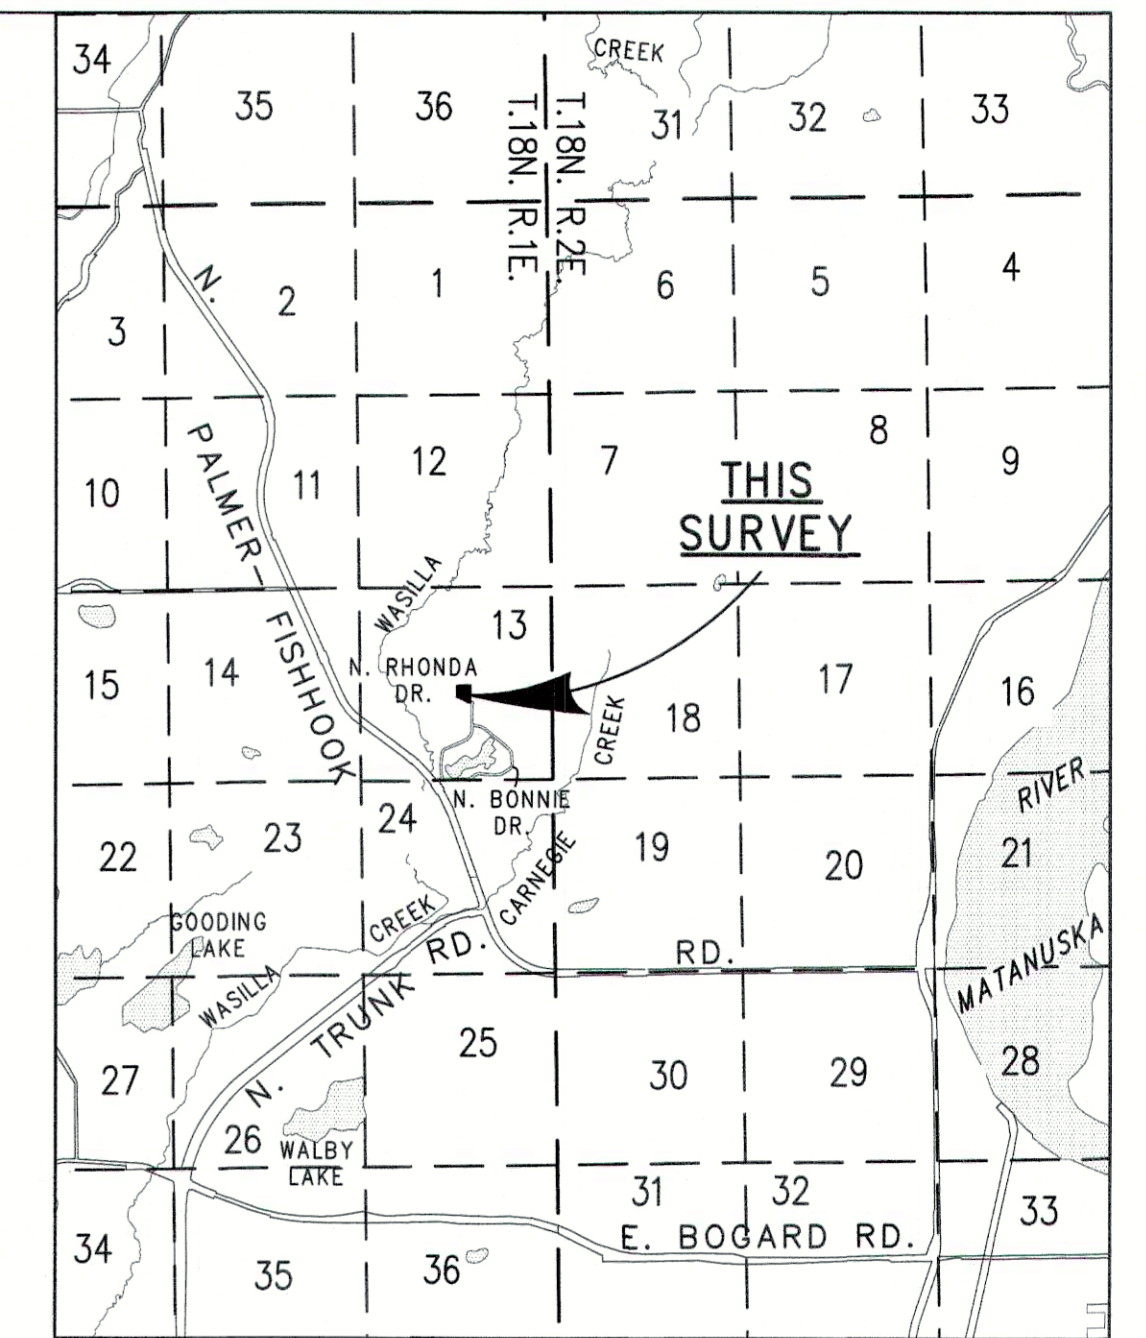 34
35
36
T.18N. R.1E.
T.18N. R.2E.
CREEK
31
32
33
3
N.
2
1
6
5
4
10
PALMER-
11
12
7
8
9
THIS
SURVEY
WASILLA
15
14
FISHHOOK
N. RHONDA
DR.
13
CREEK
18
17
16
22
23
24
N. BONNIE
DR.
CARNEGIE
19
20
RIVER
21
GOODING
LAKE
CREEK
RD.
RD.
MATANUSKA
WASILLA
27
N. TRUNK
25
30
29
28
26
WALBY
LAKE
31
32
33
34
35
36
E. BOGARD RD.